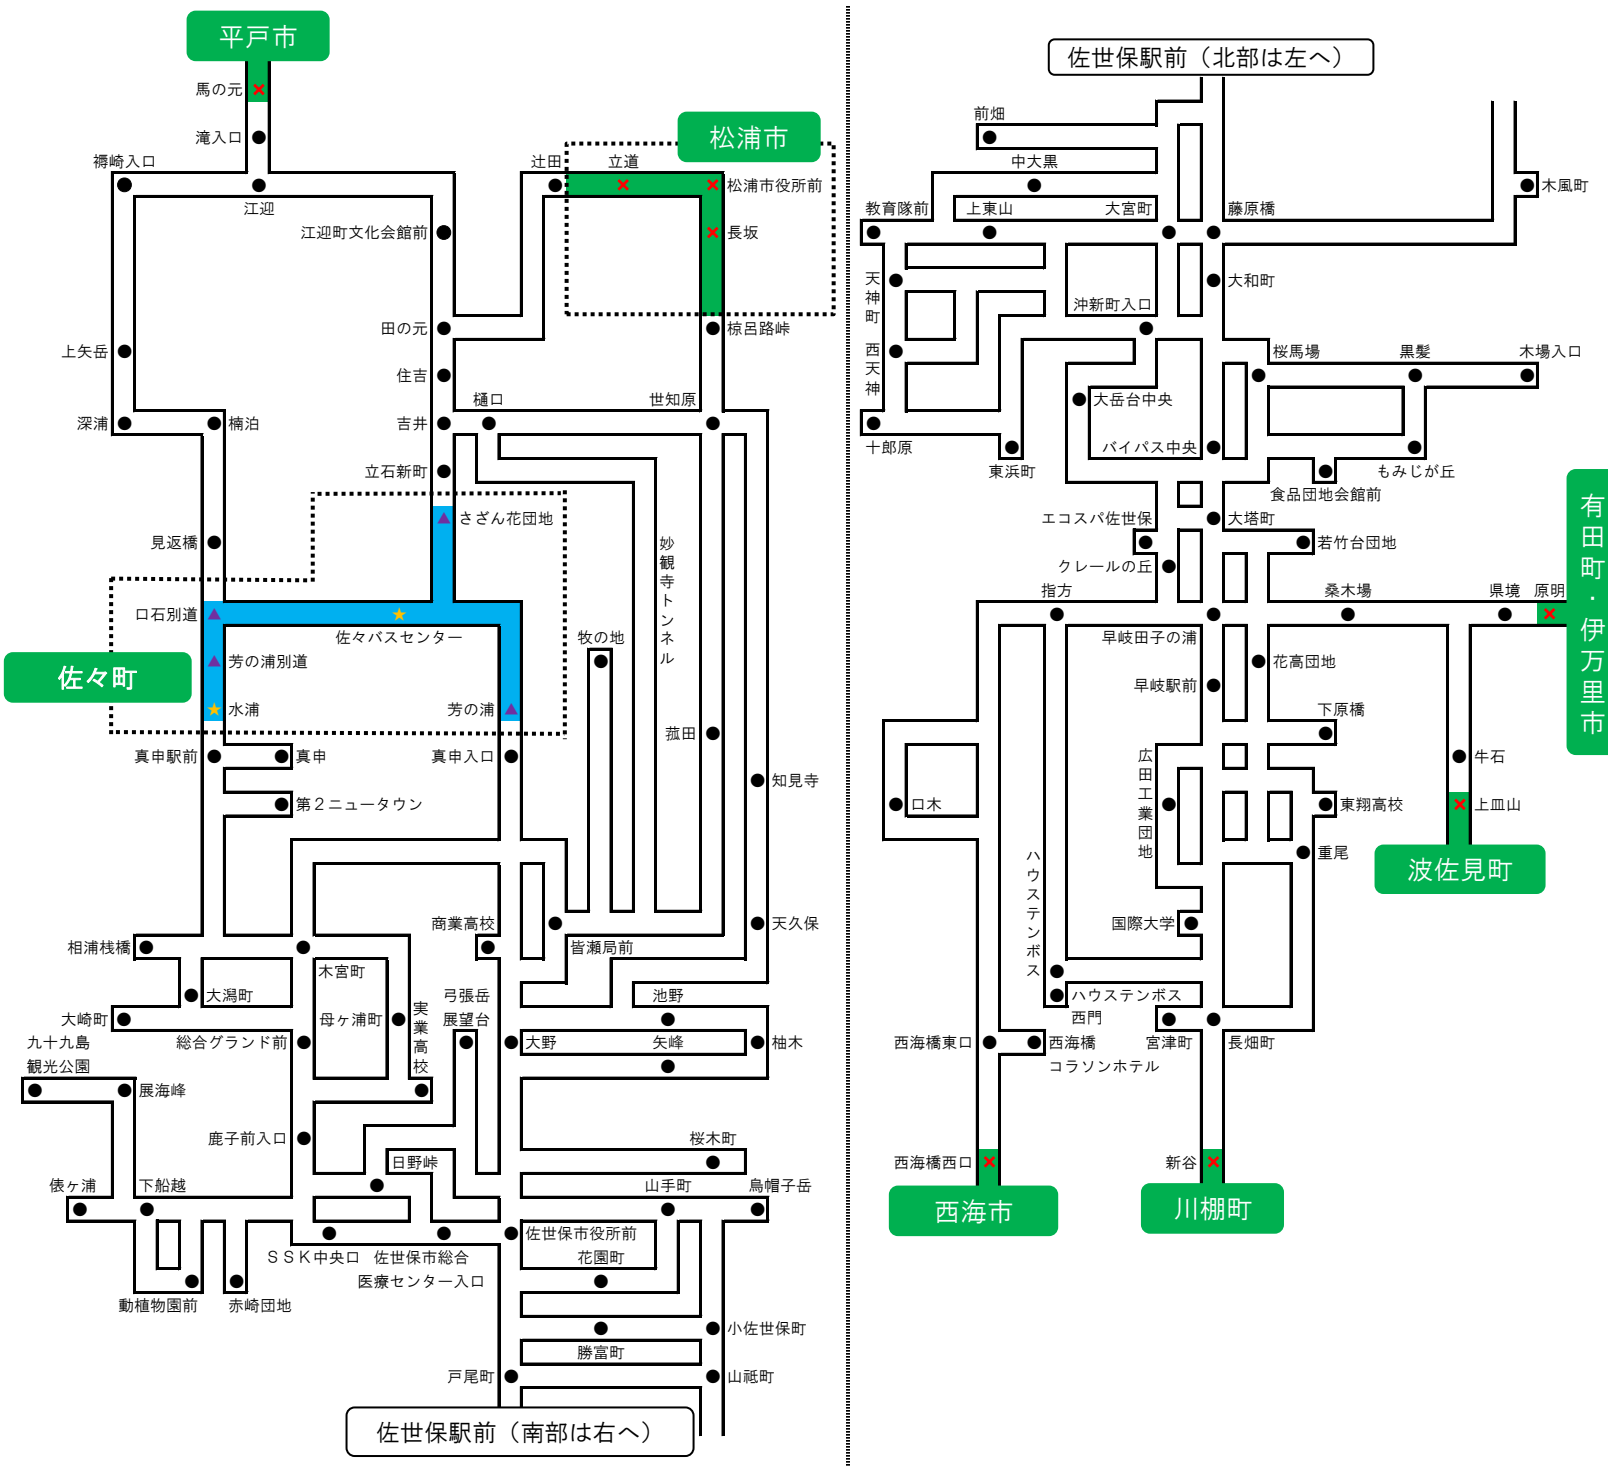 平戸市
馬の元
滝入口
褥崎入口
江迎
江迎町文化会館前
辻田
立道
松浦市
松浦市役所前
長坂
椋呂路峠
田の元
住吉
樋口
世知原
上矢岳
深浦
楠泊
吉井
立石新町
見返橋
さざん花団地
妙観寺トンネル
口石別道
佐々バスセンター
佐々町
芳の浦別道
牧の地
水浦
芳の浦
菰田
真申駅前
真申
真申入口
知見寺
第2ニュータウン
商業高校
天久保
相浦桟橋
木宮町
皆瀬局前
大潟町
弓張岳
展望台
池野
大崎町
母ヶ浦町
実業高校
九十九島
観光公園
総合グランド前
大野
矢峰
柚木
展海峰
鹿子前入口
桜木町
日野峠
俵ヶ浦
下船越
山手町
烏帽子岳
SSK中央口
佐世保市総合
医療センター入口
佐世保市役所前
花園町
動植物園前
赤崎団地
小佐世保町
勝富町
戸尾町
山祗町
佐世保駅前(南部は右へ)
佐世保駅前(北部は左へ)
前畑
中大黒
木風町
教育隊前
上東山
大宮町
藤原橋
天神町
大和町
沖新町入口
西天神
桜馬場
黒髪
木場入口
大岳台中央
十郎原
東浜町
バイパス中央
もみじが丘
食品団地会館前
エコスパ佐世保
大塔町
若竹台団地
クレールの丘
指方
早岐田子の浦
桑木場
県境
原明
有田町・伊万里市
花高団地
早岐駅前
下原橋
口木
広田工業団地
牛石
東翔高校
上皿山
重尾
波佐見町
ハウステンボス
国際大学
ハウステンボス
西門
西海橋東口
西海橋
コラソンホテル
宮津町
長畑町
西海橋西口
新谷
西海市
川棚町